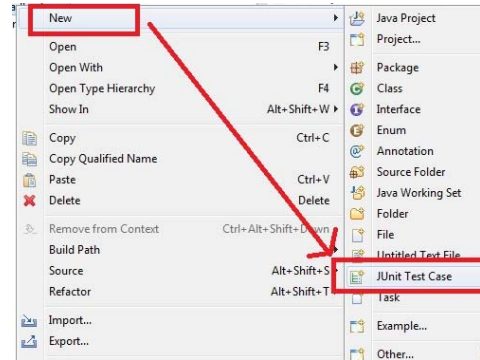 New
Open F3
Open With
Open Type Hierarchy F4
Show In Alt+Shift+W
Copy Ctrl+C
Copy Qualified Name
Paste Ctrl+V
Delete Delete
Remove from Context Ctrl+Alt+Shift+Down
Build Path
Source Alt+Shift+S
Refactor Alt+Shift+T
Import...
Export...
Java Project
Project...
Package
Class
Interface
Enum
Annotation
Source Folder
Java Working Set
Folder
File
Untitled Text File
JUnit Test Case
Task
Example...
Other...